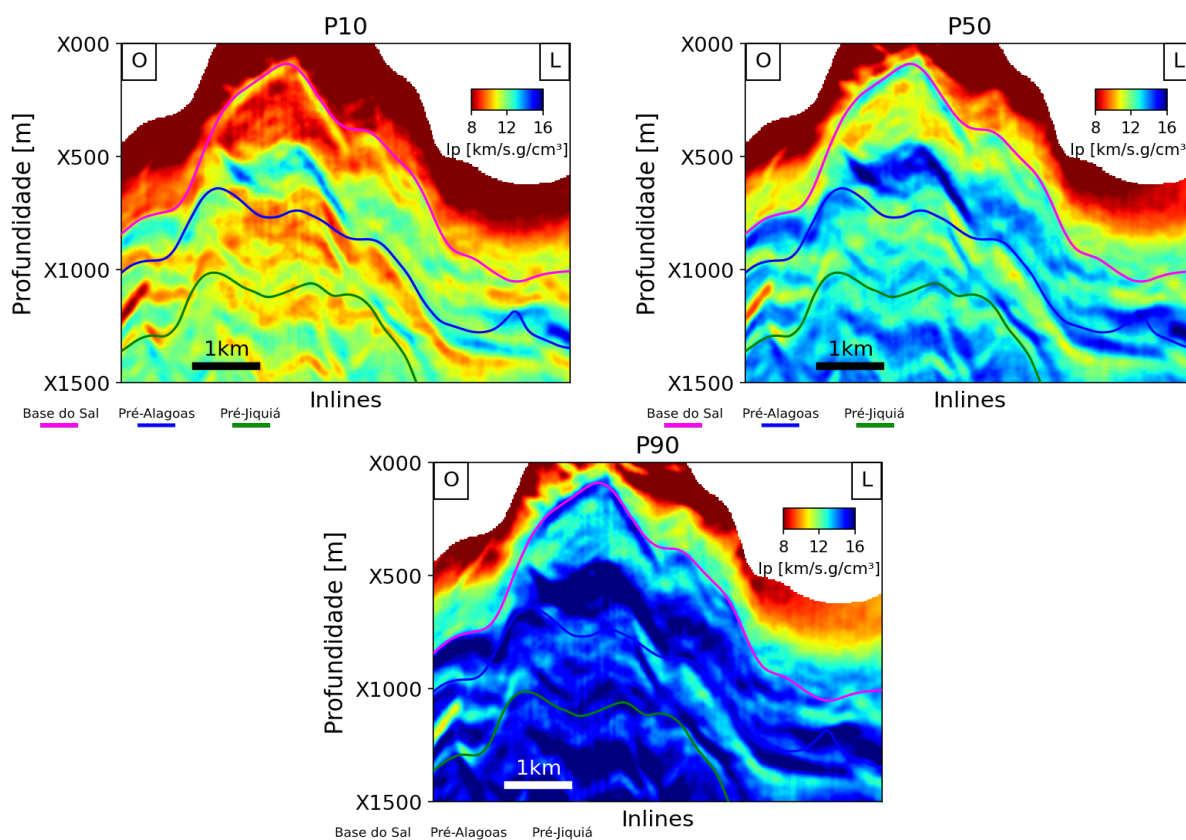 P10
O
L
X000
X500
X1000
X1500
Profundidade [m]
8 12 16
Ip [km/s.g/cm³]
1km
Inlines
Base do Sal Pré-Alagoas Pré-Jiquiá
P50
O
L
X000
X500
X1000
X1500
Profundidade [m]
8 12 16
Ip [km/s.g/cm³]
1km
Inlines
Base do Sal Pré-Alagoas Pré-Jiquiá
P90
O
L
X000
X500
X1000
X1500
Profundidade [m]
8 12 16
Ip [km/s.g/cm³]
1km
Inlines
Base do Sal Pré-Alagoas Pré-Jiquiá